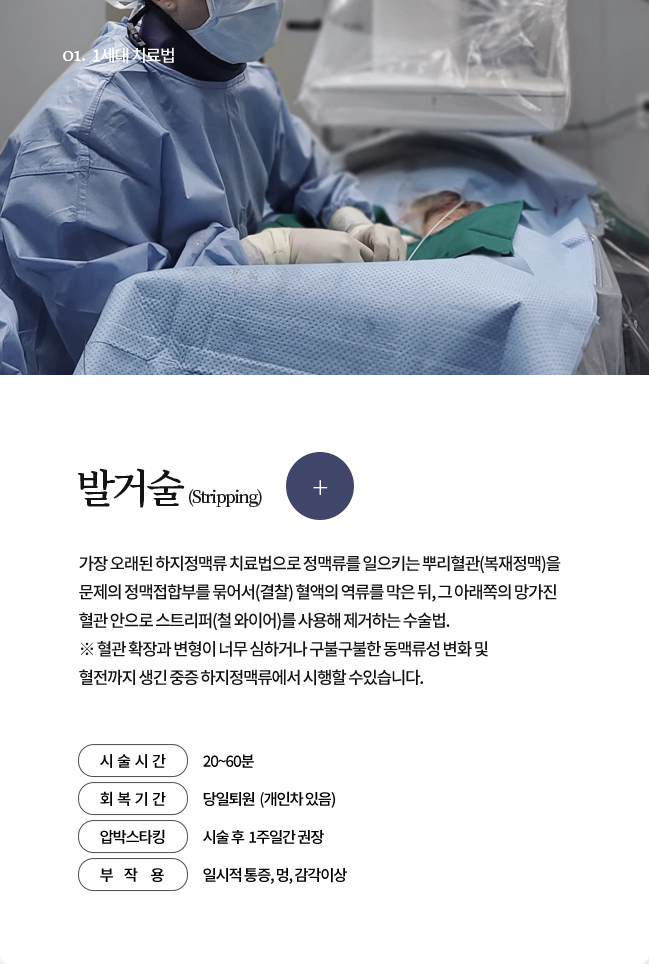 01. 1세대 치료법
발거술 (Stripping)
+
가장 오래된 하지정맥류 치료법으로 정맥류를 일으키는 뿌리혈관(복재정맥)을
문제의 정맥접합부를 묶어서(결찰) 혈액의 역류를 막은 뒤, 그 아래쪽의 망가진
혈관 안으로 스트리퍼(철 와이어)를 사용해 제거하는 수술법.
※ 혈관 확장과 변형이 너무 심하거나 구불구불한 동맥류성 변화 및
혈전까지 생긴 중증 하지정맥류에서 시행할 수있습니다.
시술시간 20~60분
회복기간 당일퇴원 (개인차 있음)
압박스타킹 시술 후 1주일간 권장
부 작 용 일시적 통증, 멍, 감각이상